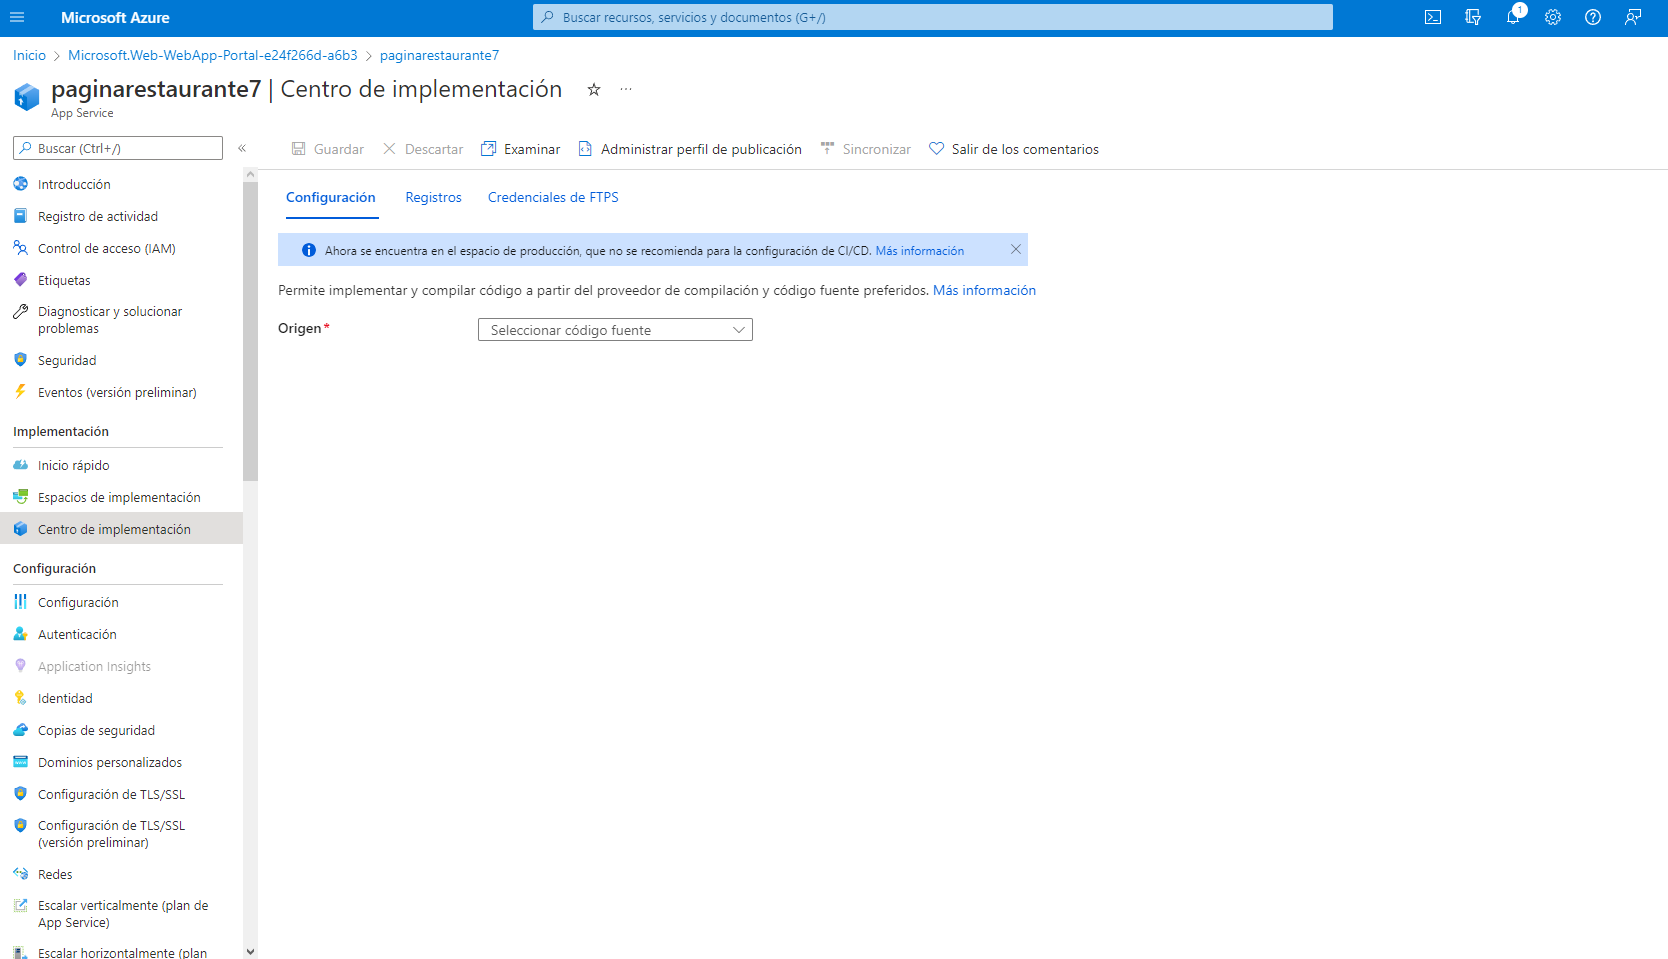 Microsoft Azure
Buscar recursos, servicios y documentos (G+/)
1
Inicio > Microsoft.Web-WebApp-Portal-e24f266d-a6b3 > paginarestaurante7
paginarestaurante7 | Centro de implementación
App Service
Buscar (Ctrl+/)
«
Guardar
Descartar
Examinar
Administrar perfil de publicación
Sincronizar
Salir de los comentarios
Introducción
Registro de actividad
Control de acceso (IAM)
Etiquetas
Diagnosticar y solucionar
problemas
Seguridad
Eventos (versión preliminar)
Implementación
Inicio rápido
Espacios de implementación
Centro de implementación
Configuración
Configuración
Autenticación
Application Insights
Identidad
Copias de seguridad
Dominios personalizados
Configuración de TLS/SSL
Configuración de TLS/SSL
(versión preliminar)
Redes
Escalar verticalmente (plan de
App Service)
Escalar horizontalmente (plan
Configuración
Registros
Credenciales de FTPS
Ahora se encuentra en el espacio de producción, que no se recomienda para la configuración de CI/CD. Más información
Permite implementar y compilar código a partir del proveedor de compilación y código fuente preferidos. Más información
Origen*
Seleccionar código fuente